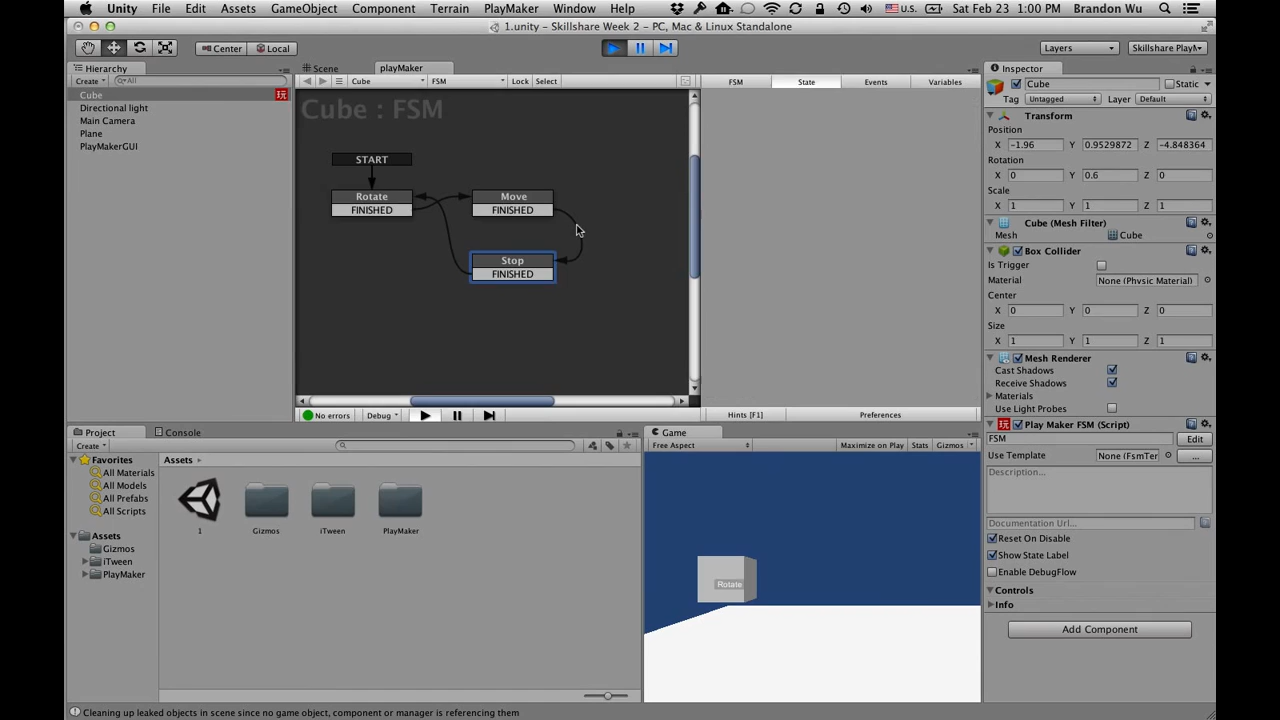 Unity File Edit Assets GameObject Component Terrain PlayMaker Window Help U.S. Sat Feb 23 1:00 PM Brandon Wu
1.unity - Skillshare Week 2 - PC, Mac & Linux Standalone
Center Local Layers Skillshare PlayM
Hierarchy
Create All
Cube
Directional light
Main Camera
Plane
PlayMakerGUI
Scene playMaker
Cube FSM Lock Select
Cube : FSM
START
Rotate
FINISHED
Move
FINISHED
Stop
FINISHED
No errors Debug
FSM State Events Variables
Hints [F1] Preferences
Inspector
Cube Static
Tag Untagged Layer Default
Transform
Position
X -1.96 Y 0.9529872 Z -4.848364
Rotation
X 0 Y 0.6 Z 0
Scale
X 1 Y 1 Z 1
Cube (Mesh Filter)
Mesh Cube
Box Collider
Is Trigger
Material None (Physic Material)
Center
X 0 Y 0 Z 0
Size
X 1 Y 1 Z 1
Mesh Renderer
Cast Shadows
Receive Shadows
Materials
Use Light Probes
Play Maker FSM (Script)
FSM Edit
Use Template None (FsmTer ...
Description...
Documentation Url...
Reset On Disable
Show State Label
Enable DebugFlow
Controls
Info
Add Component
Project Console
Create
Favorites
All Materials
All Models
All Prefabs
All Scripts
Assets
Gizmos
iTween
PlayMaker
Assets
1 Gizmos iTween PlayMaker
Game
Free Aspect Maximize on Play Stats Gizmos
Rotate
Cleaning up leaked objects in scene since no game object, component or manager is referencing them